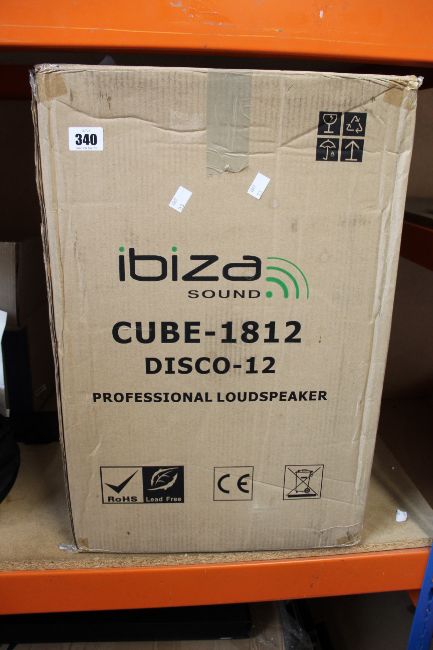 340
ibiza
SOUND
CUBE-1812
DISCO-12
PROFESSIONAL LOUDSPEAKER
RoHS
Lead Free
CE